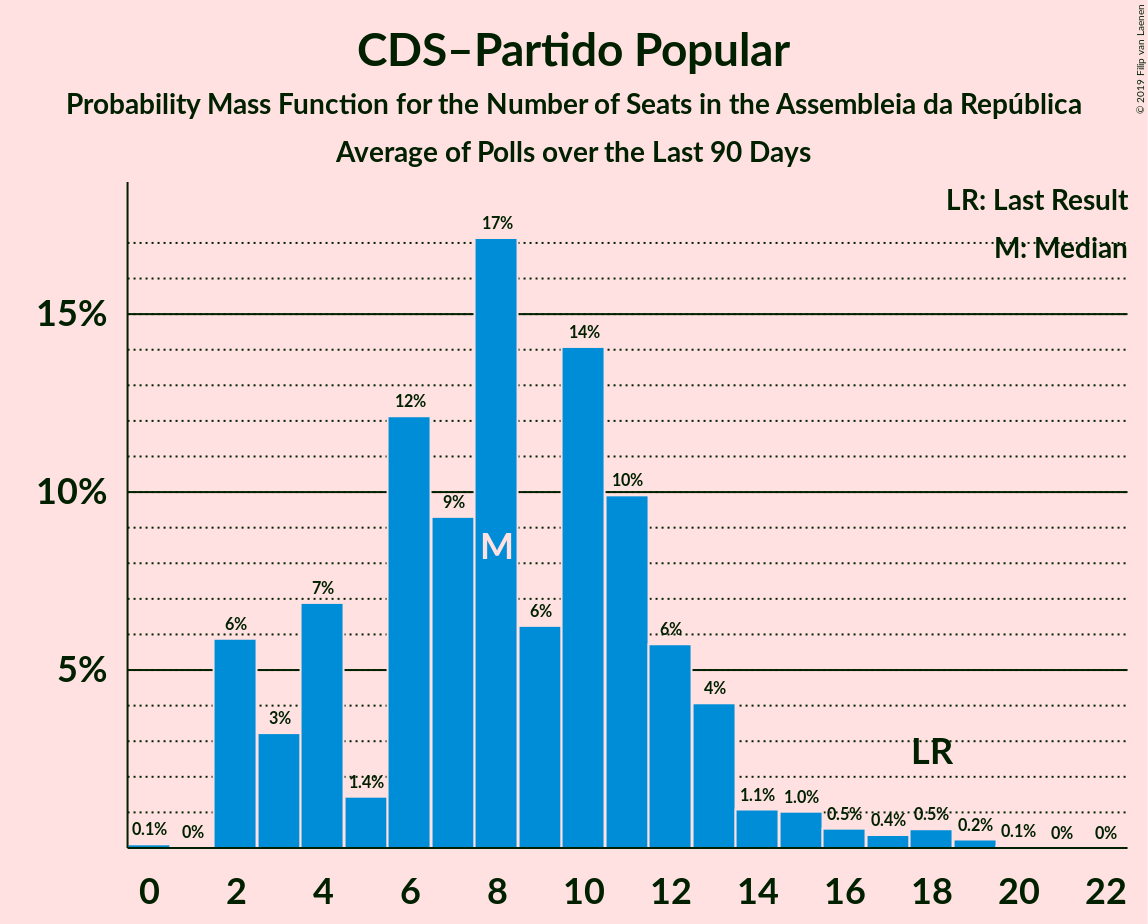 CDS–Partido Popular
Probability Mass Function for the Number of Seats in the Assembleia da República
Average of Polls over the Last 90 Days
© 2019 Filip van Laenen
LR: Last Result
M: Median
15%
10%
5%
0.1%
0%
6%
3%
7%
1.4%
12%
9%
17%
M
6%
14%
10%
6%
4%
1.1%
1.0%
0.5%
0.4%
0.5%
LR
0.2%
0.1%
0%
0%
0 2 4 6 8 10 12 14 16 18 20 22